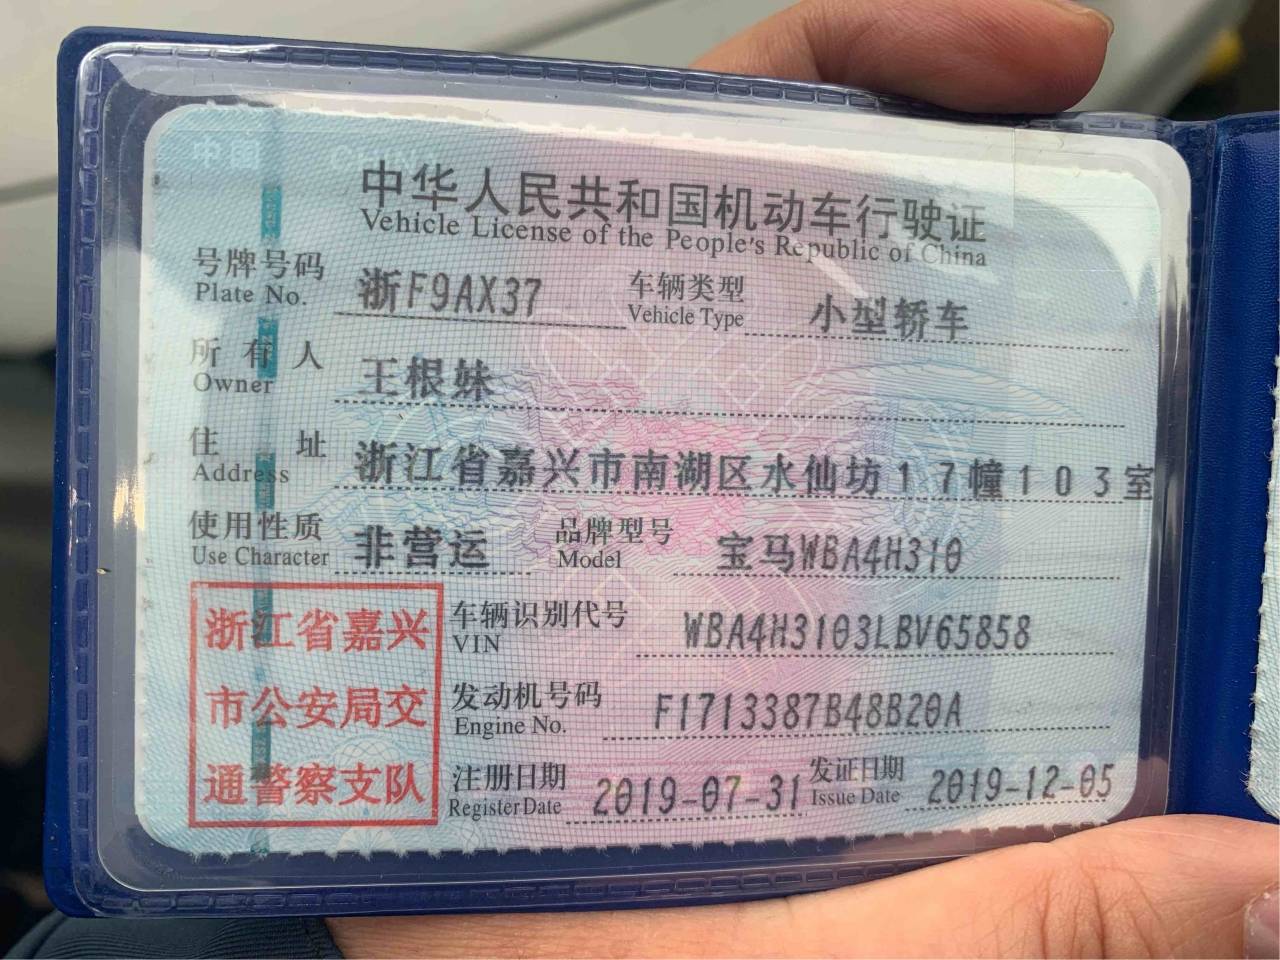 中国 CHINA
中华人民共和国机动车行驶证
Vehicle License of the People's Republic of China
号牌号码 浙F9AX37 车辆类型 小型轿车
Plate No. Vehicle Type
所有人 王根妹
Owner
住址 浙江省嘉兴市南湖区水仙坊17幢103室
Address
使用性质 非营运 品牌型号 宝马WBA4H310
Use Character Model
浙江省嘉兴
市公安局交
通警察支队
车辆识别代号 WBA4H3103LBV65858
VIN
发动机号码 F1713387B48B20A
Engine No.
注册日期 2019-07-31 发证日期 2019-12-05
Register Date Issue Date